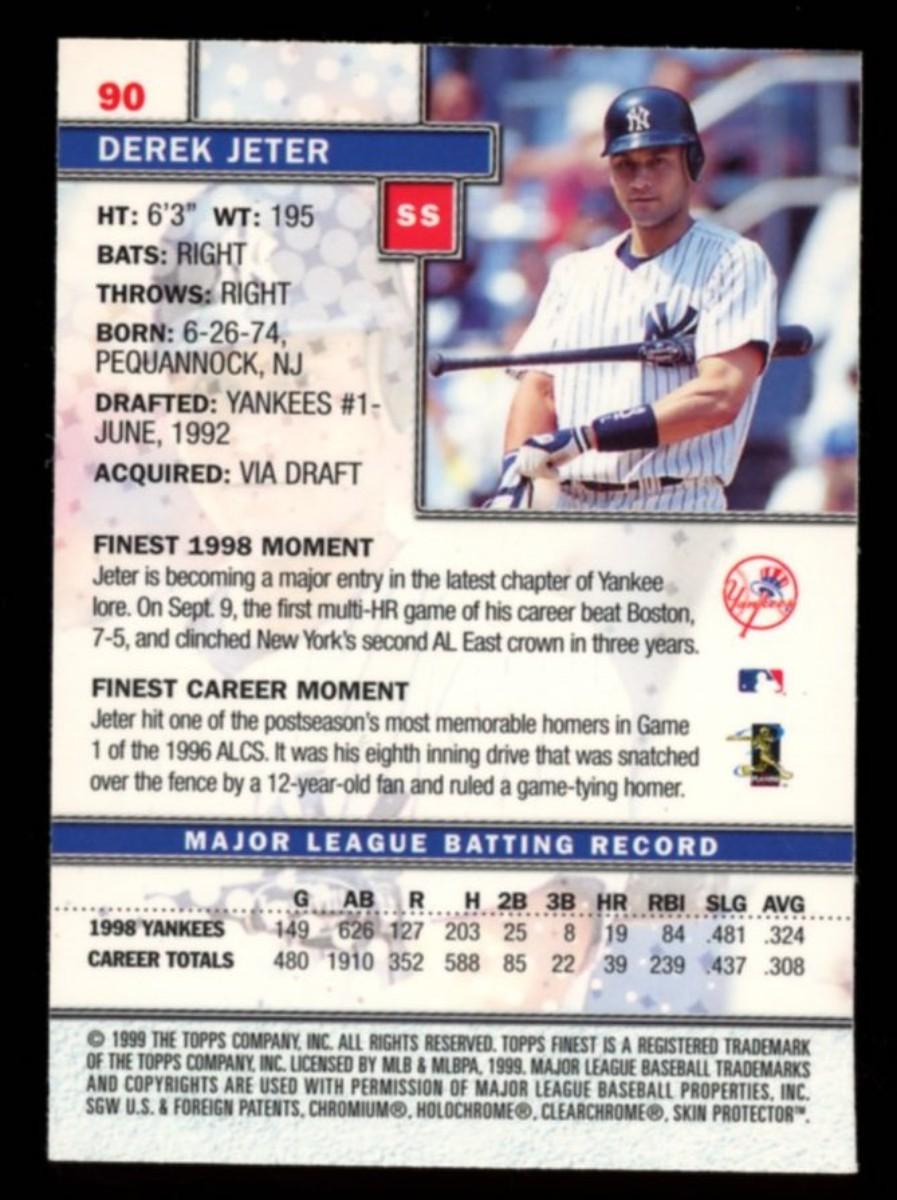 90
DEREK JETER
SS
HT: 6'3" WT: 195
BATS: RIGHT
THROWS: RIGHT
BORN: 6-26-74,
PEQUANNOCK, NJ
DRAFTED: YANKEES #1-
JUNE, 1992
ACQUIRED: VIA DRAFT
NY
FINEST 1998 MOMENT
Jeter is becoming a major entry in the latest chapter of Yankee
lore. On Sept. 9, the first multi-HR game of his career beat Boston,
7-5, and clinched New York's second AL East crown in three years.
Yankees
FINEST CAREER MOMENT
Jeter hit one of the postseason's most memorable homers in Game
1 of the 1996 ALCS. It was his eighth inning drive that was snatched
over the fence by a 12-year-old fan and ruled a game-tying homer.
MAJOR LEAGUE BATTING RECORD
G AB R H 2B 3B HR RBI SLG AVG
1998 YANKEES 149 626 127 203 25 8 19 84 .481 .324
CAREER TOTALS 480 1910 352 588 85 22 39 239 .437 .308
© 1999 THE TOPPS COMPANY, INC. ALL RIGHTS RESERVED. TOPPS FINEST IS A REGISTERED TRADEMARK
OF THE TOPPS COMPANY, INC. LICENSED BY MLB & MLBPA, 1999. MAJOR LEAGUE BASEBALL TRADEMARKS
AND COPYRIGHTS ARE USED WITH PERMISSION OF MAJOR LEAGUE BASEBALL PROPERTIES, INC.
SGW U.S. & FOREIGN PATENTS, CHROMIUM®, HOLOCHROME®, CLEARCHROME®, SKIN PROTECTOR™.